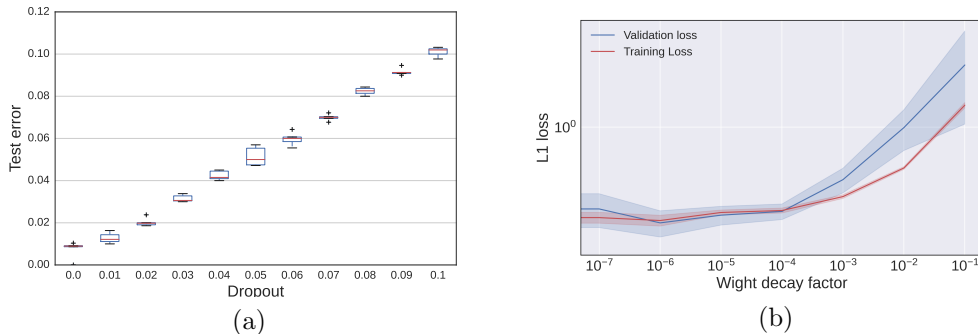 0.12
0.10
0.08
0.06
0.04
0.02
0.00
Test error
0.0 0.01 0.02 0.03 0.04 0.05 0.06 0.07 0.08 0.09 0.1
Dropout
(a)
Validation loss
Training Loss
10⁰
L1 loss
10⁻⁷ 10⁻⁶ 10⁻⁵ 10⁻⁴ 10⁻³ 10⁻² 10⁻¹
Wight decay factor
(b)